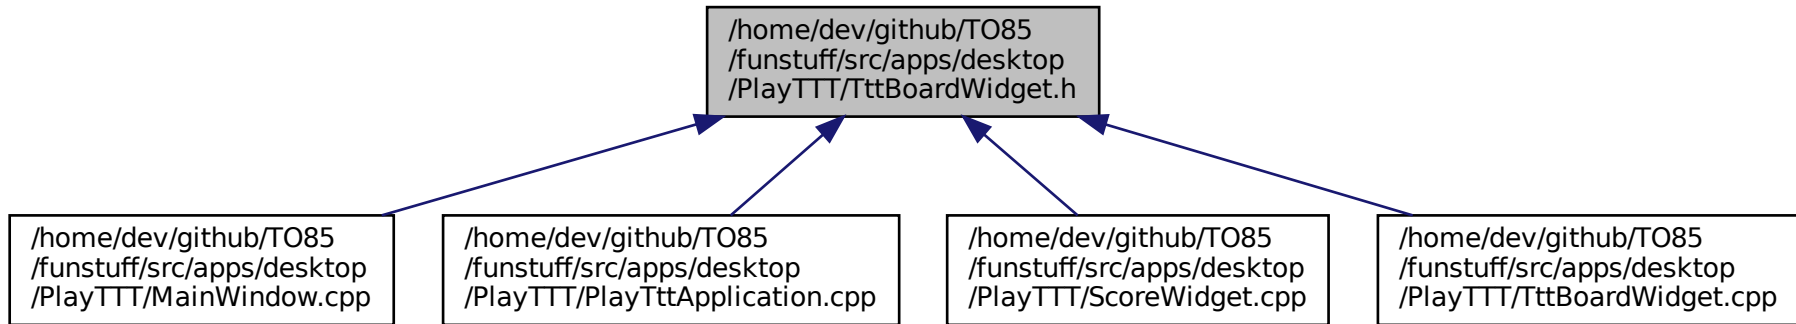 /home/dev/github/TO85
/funstuff/src/apps/desktop
/PlayTTT/TttBoardWidget.h
/home/dev/github/TO85
/funstuff/src/apps/desktop
/PlayTTT/MainWindow.cpp
/home/dev/github/TO85
/funstuff/src/apps/desktop
/PlayTTT/PlayTttApplication.cpp
/home/dev/github/TO85
/funstuff/src/apps/desktop
/PlayTTT/ScoreWidget.cpp
/home/dev/github/TO85
/funstuff/src/apps/desktop
/PlayTTT/TttBoardWidget.cpp